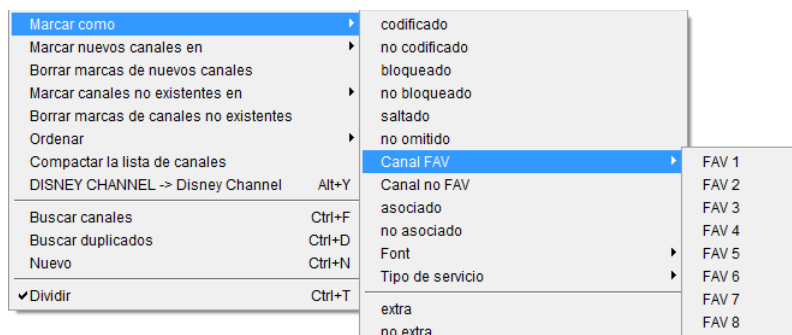 Marcar como
Marcar nuevos canales en
Borrar marcas de nuevos canales
Marcar canales no existentes en
Borrar marcas de canales no existentes
Ordenar
Compactar la lista de canales
DISNEY CHANNEL -> Disney Channel Alt+Y
Buscar canales Ctrl+F
Buscar duplicados Ctrl+D
Nuevo Ctrl+N
Dividir Ctrl+T
codificado
no codificado
bloqueado
no bloqueado
saltado
no omitido
Canal FAV
Canal no FAV
asociado
no asociado
Font
Tipo de servicio
extra
no extra
FAV 1
FAV 2
FAV 3
FAV 4
FAV 5
FAV 6
FAV 7
FAV 8